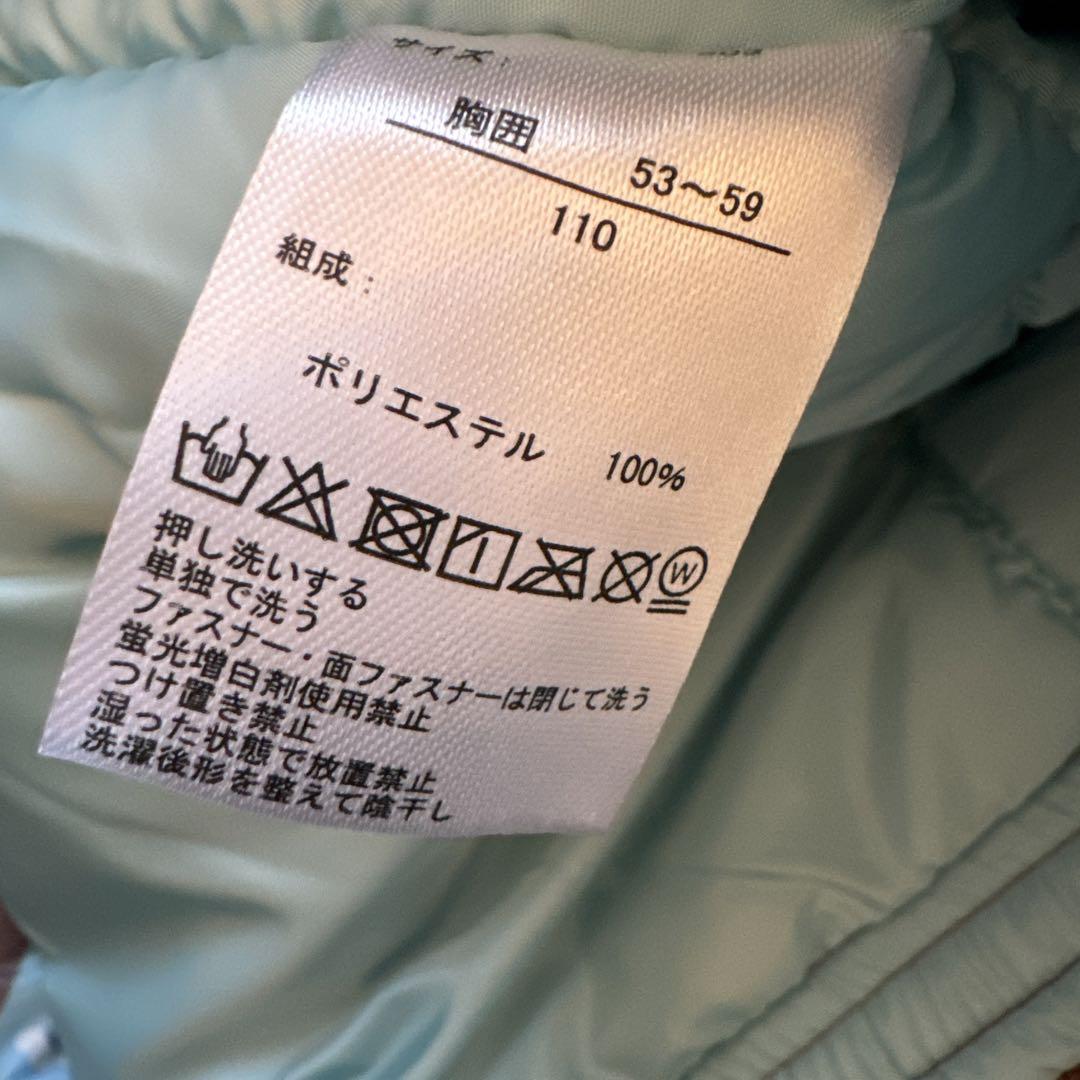 サイズ：
胸囲 53～59
110
組成：
ポリエステル 100%
W
押し洗いする
単独で洗う
ファスナー・面ファスナーは閉じて洗う
蛍光増白剤使用禁止
つけ置き禁止
湿った状態で放置禁止
洗濯後形を整えて陰干し